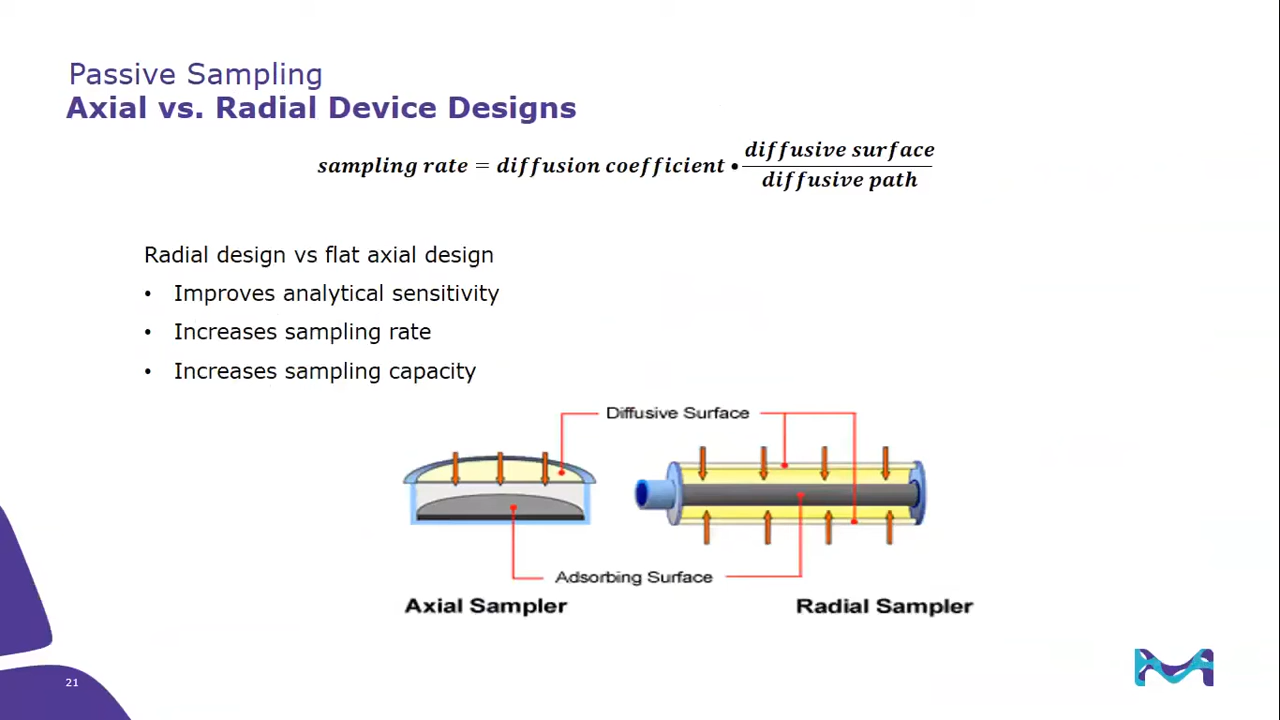 Passive Sampling
Axial vs. Radial Device Designs
sampling rate = diffusion coefficient • diffusive surface
diffusive path
Radial design vs flat axial design
• Improves analytical sensitivity
• Increases sampling rate
• Increases sampling capacity
Diffusive Surface
Adsorbing Surface
Axial Sampler
Radial Sampler
21